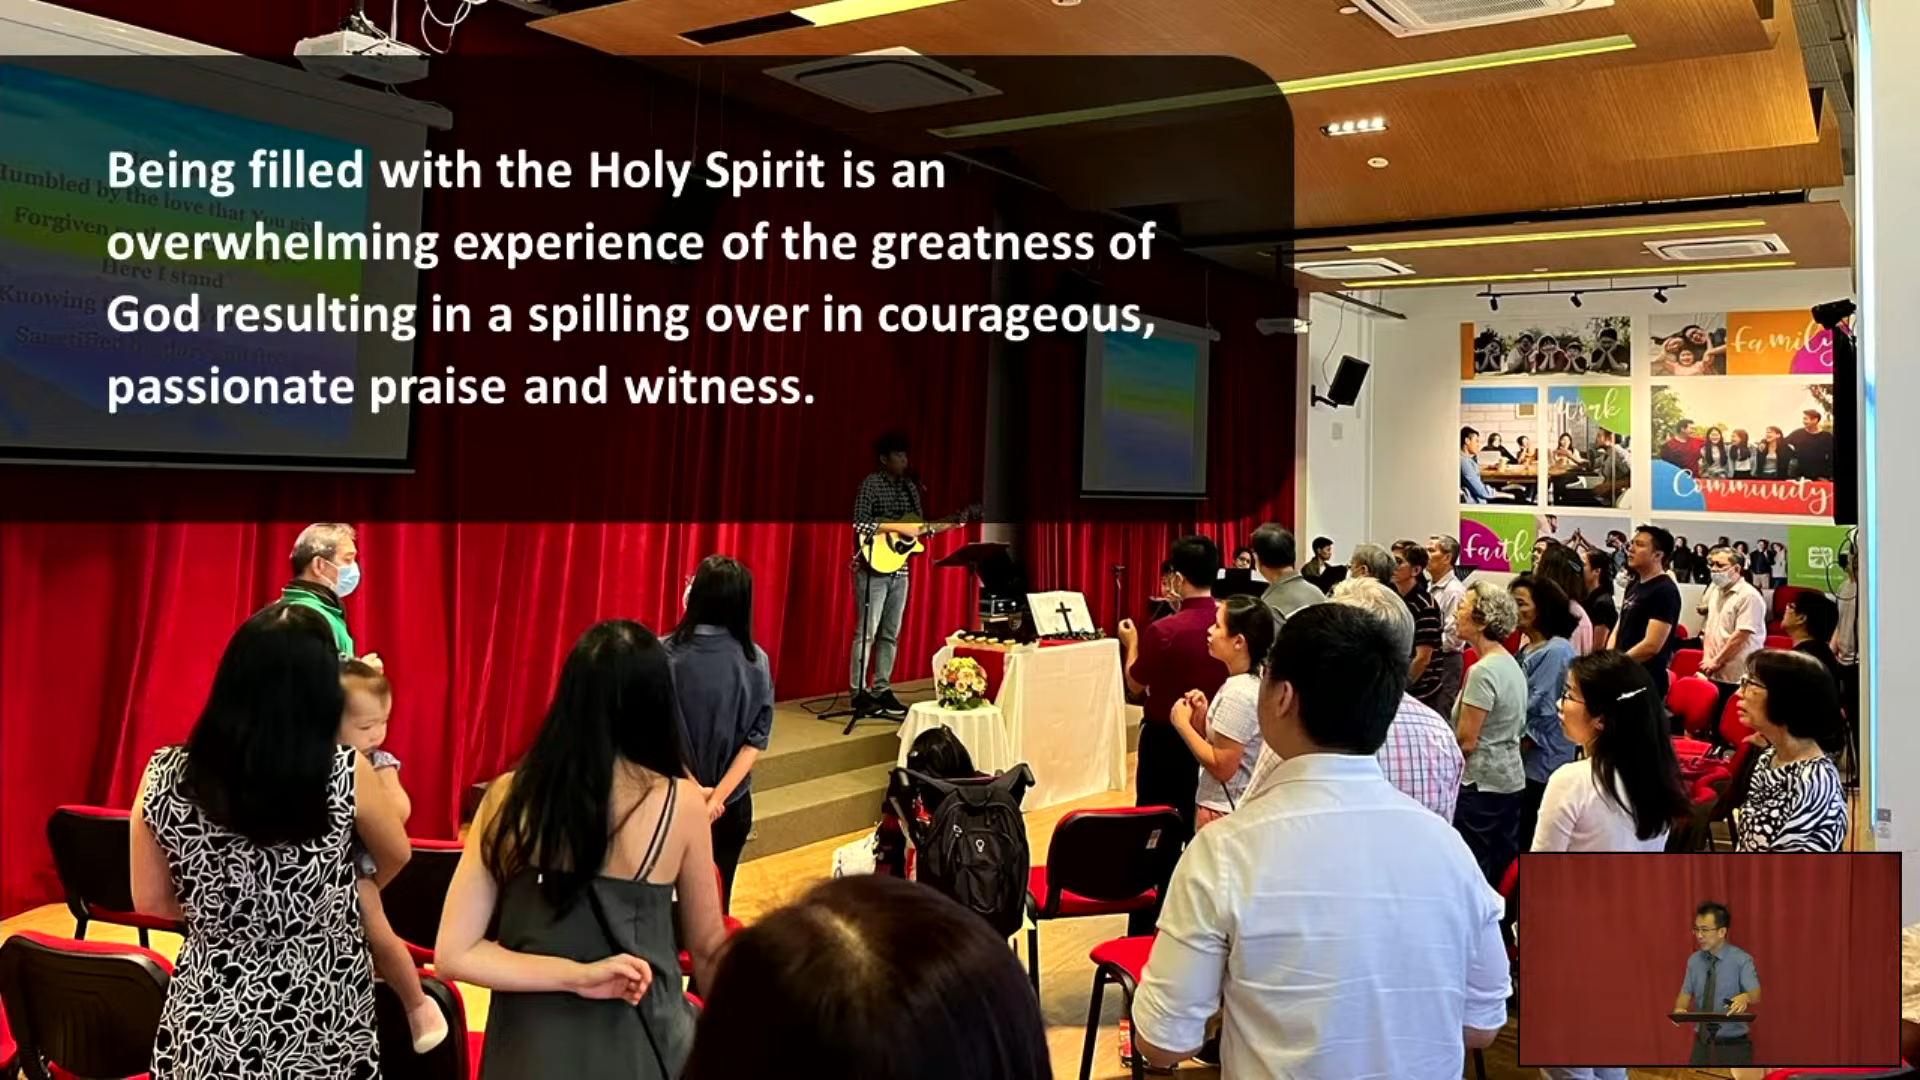 Being filled with the Holy Spirit is an
overwhelming experience of the greatness of
God resulting in a spilling over in courageous,
passionate praise and witness.
Humbled by the love that You
Forgiven
Here I stand
Knowing
Sanctified
Family
Work
Community
Faith